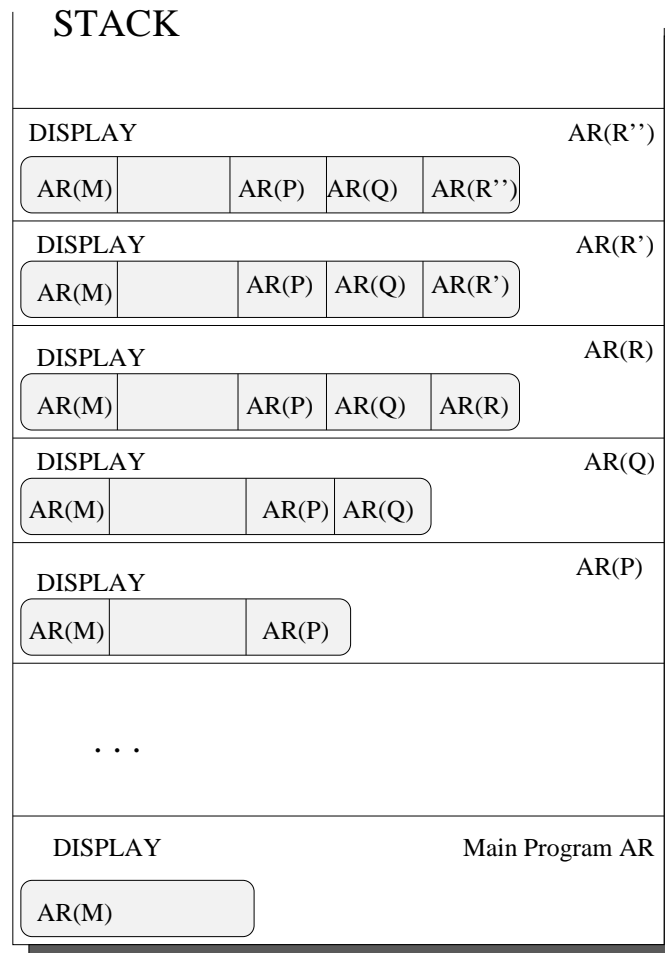 STACK
DISPLAY AR(R’’)
AR(M) AR(P) AR(Q) AR(R’’)
DISPLAY AR(R’)
AR(M) AR(P) AR(Q) AR(R’)
DISPLAY AR(R)
AR(M) AR(P) AR(Q) AR(R)
DISPLAY AR(Q)
AR(M) AR(P) AR(Q)
DISPLAY AR(P)
AR(M) AR(P)
. . .
DISPLAY Main Program AR
AR(M)